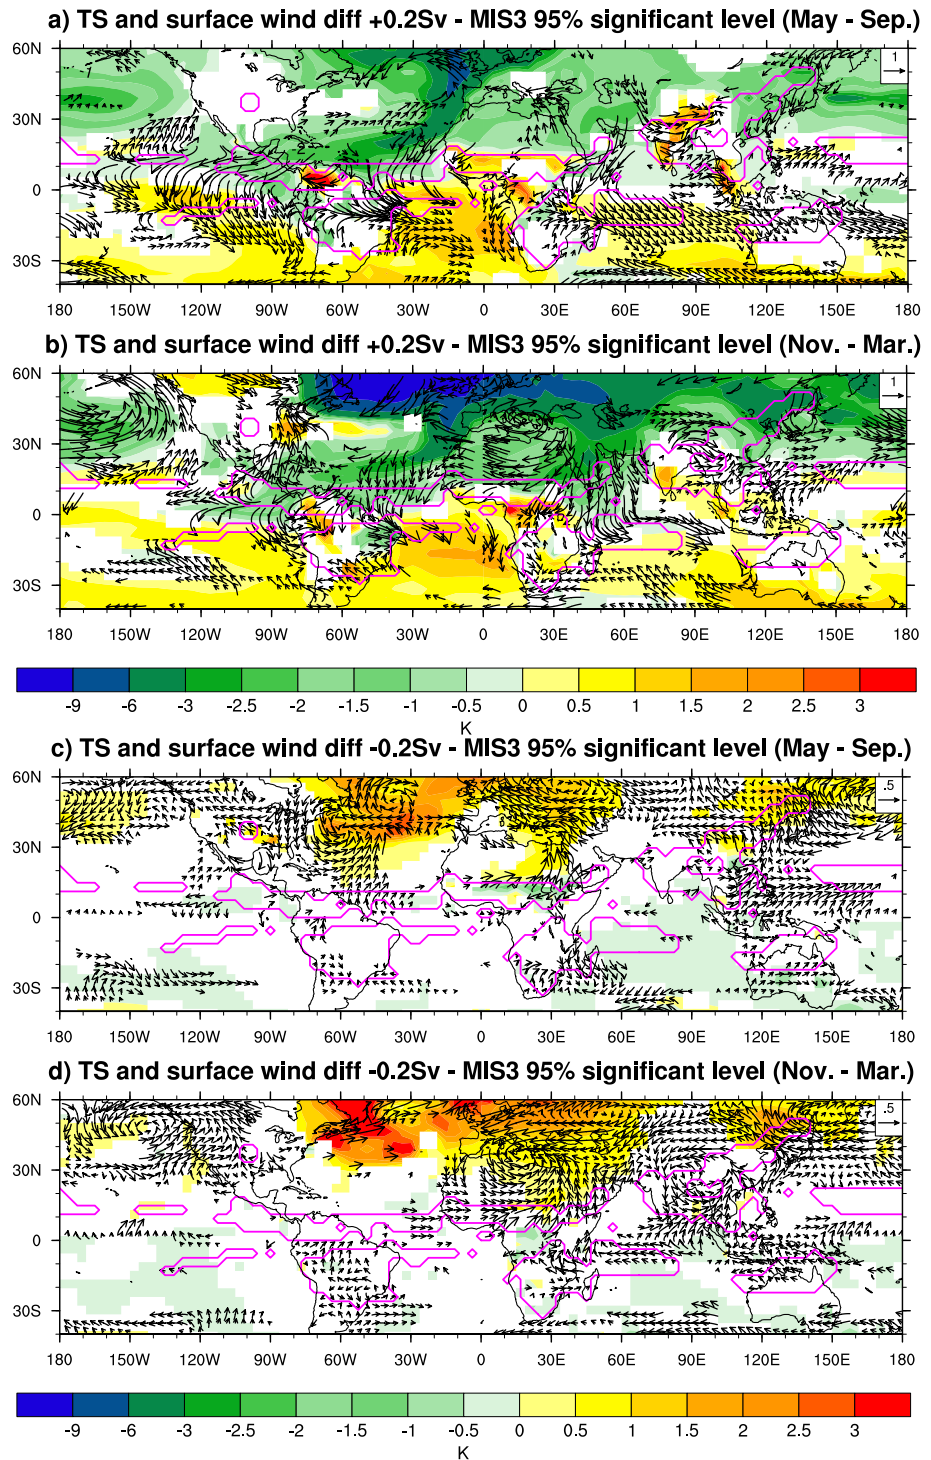 a) TS and surface wind diff +0.2Sv - MIS3 95% significant level (May - Sep.)
60N
30N
0
30S
1
1
180 150W 120W 90W 60W 30W 0 30E 60E 90E 120E 150E 180
b) TS and surface wind diff +0.2Sv - MIS3 95% significant level (Nov. - Mar.)
60N
30N
0
30S
1
180 150W 120W 90W 60W 30W 0 30E 60E 90E 120E 150E 180
-9 -6 -3 -2.5 -2 -1.5 -1 -0.5 0 0.5 1 1.5 2 2.5 3
K
c) TS and surface wind diff -0.2Sv - MIS3 95% significant level (May - Sep.)
60N
30N
0
30S
.5
180 150W 120W 90W 60W 30W 0 30E 60E 90E 120E 150E 180
d) TS and surface wind diff -0.2Sv - MIS3 95% significant level (Nov. - Mar.)
60N
30N
0
30S
.5
180 150W 120W 90W 60W 30W 0 30E 60E 90E 120E 150E 180
-9 -6 -3 -2.5 -2 -1.5 -1 -0.5 0 0.5 1 1.5 2 2.5 3
K